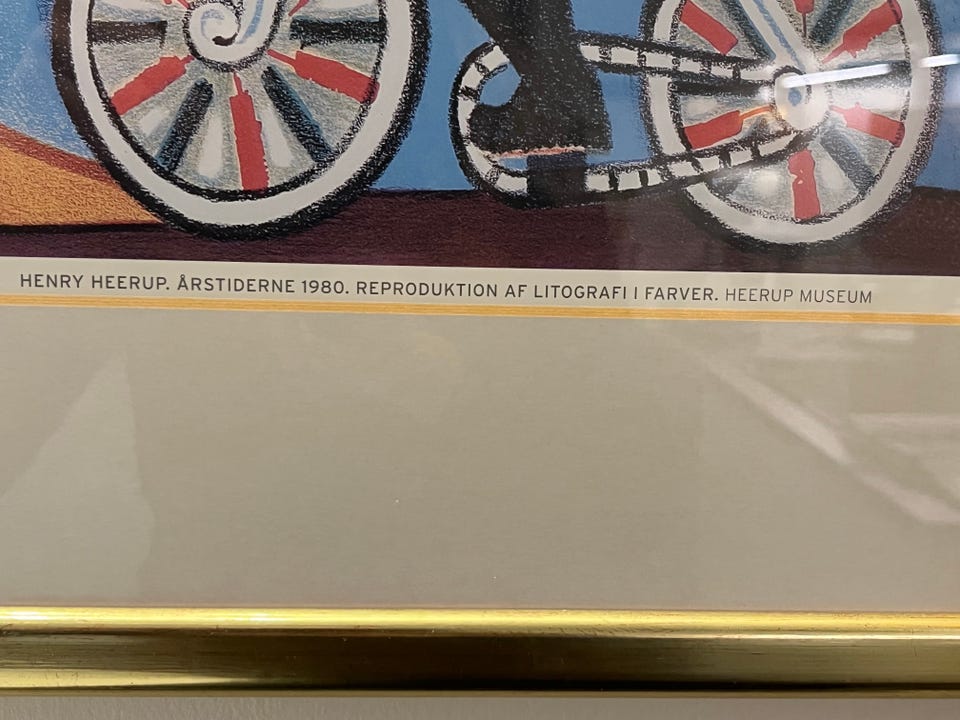 HENRY HEERUP. ÅRSTIDERNE 1980. REPRODUKTION AF LITOGRAFI I FARVER. HEERUP MUSEUM